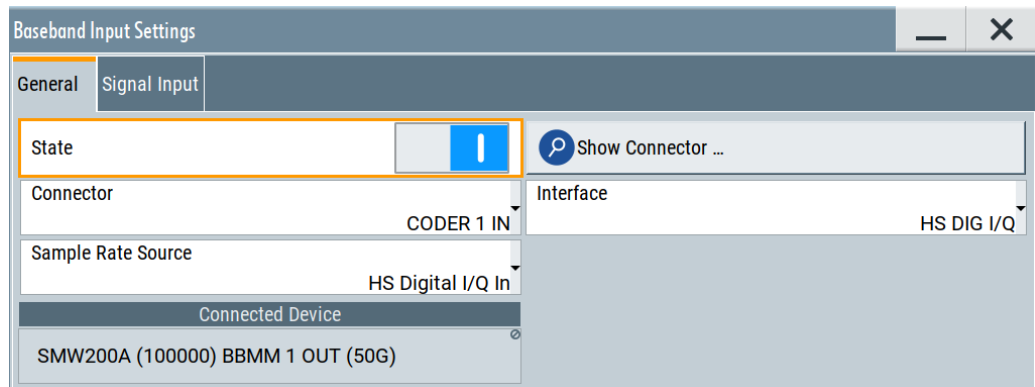 Baseband Input Settings
General
Signal Input
State
Show Connector ...
Connector
CODER 1 IN
Interface
HS DIG I/Q
Sample Rate Source
HS Digital I/Q In
Connected Device
SMW200A (100000) BBMM 1 OUT (50G)